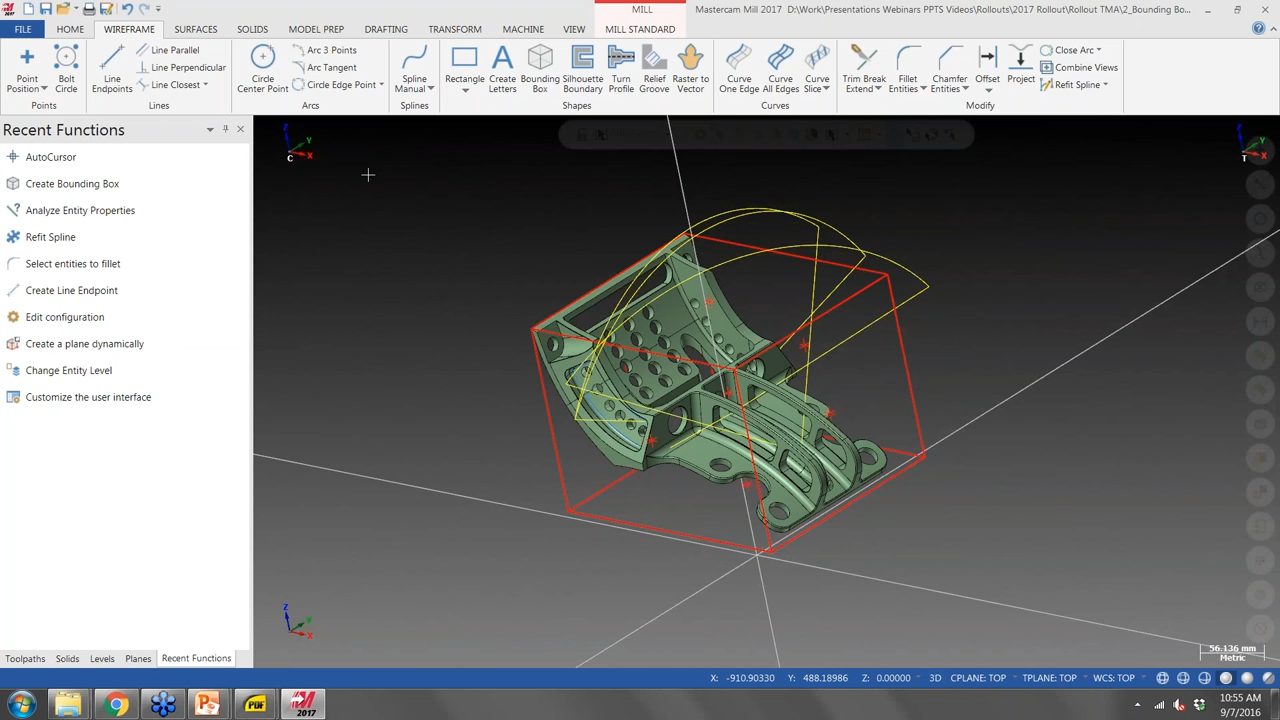 MILL
Mastercam Mill 2017 D:\Work\Presentations Webinars PPTS Videos\Rollouts\2017 Rollout\Rollout TMA\2_Bounding Bo...
FILE HOME WIREFRAME SURFACES SOLIDS MODEL PREP DRAFTING TRANSFORM MACHINE VIEW MILL STANDARD
Point Position
Bolt Circle
Points
Line Endpoints
Line Parallel
Line Perpendicular
Line Closest
Lines
Circle Center Point
Arc 3 Points
Arc Tangent
Circle Edge Point
Arcs
Spline Manual
Splines
Rectangle
Create Letters
Bounding Box
Silhouette Boundary
Turn Profile
Relief Groove
Raster to Vector
Shapes
Curve One Edge
Curve All Edges
Curve Slice
Curves
Trim Break Extend
Fillet Entities
Chamfer Entities
Offset
Project
Close Arc
Combine Views
Refit Spline
Modify
Recent Functions
AutoCursor
Create Bounding Box
Analyze Entity Properties
Refit Spline
Select entities to fillet
Create Line Endpoint
Edit configuration
Create a plane dynamically
Change Entity Level
Customize the user interface
Z
Y
X
C
Z
Y
X
T
Z
X
Toolpaths Solids Levels Planes Recent Functions
56.136 mm
Metric
X: -910.90330 Y: 488.18986 Z: 0.00000 3D CPLANE: TOP TPLANE: TOP WCS: TOP
PDF
2017
10:55 AM
9/7/2016